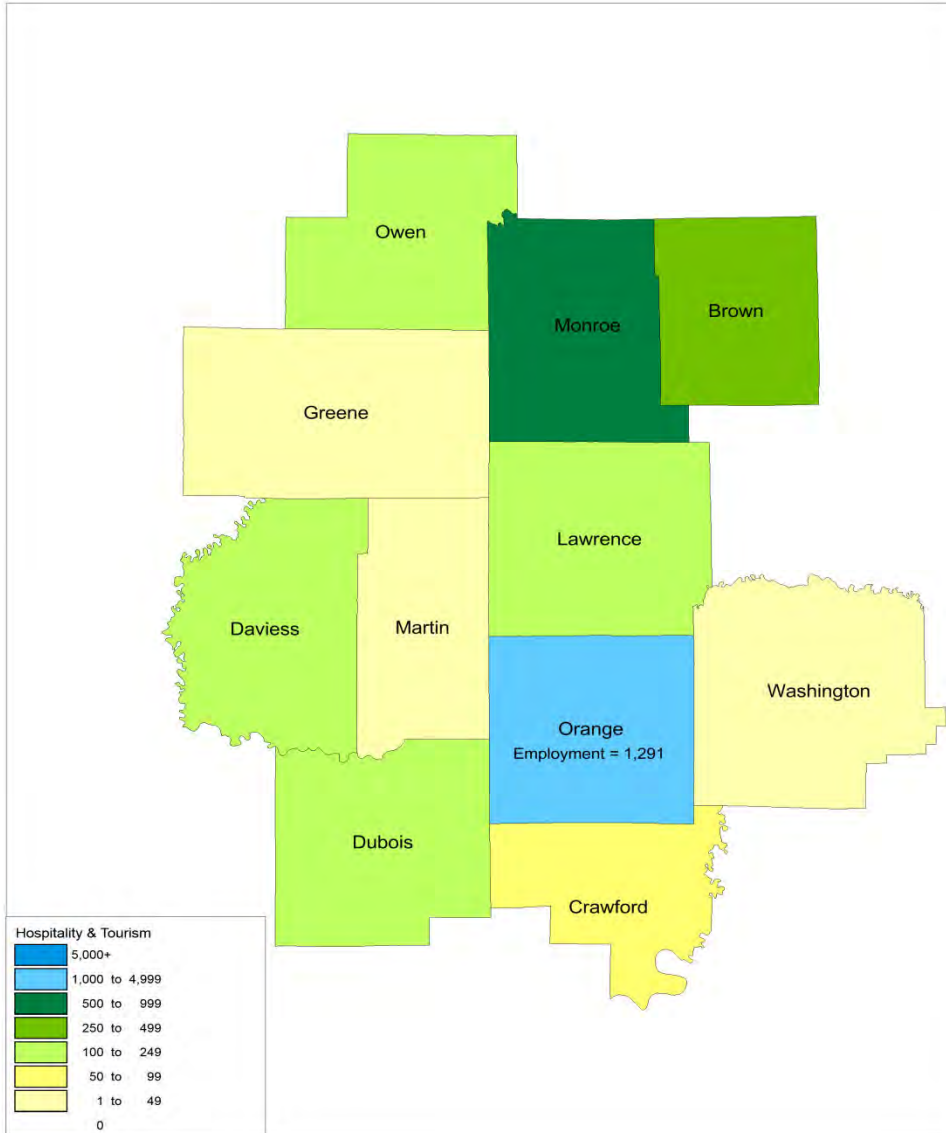 Owen
Brown
Monroe
Greene
Lawrence
Daviess
Martin
Washington
Orange
Employment = 1,291
Dubois
Crawford
Hospitality & Tourism
5,000+
1,000 to 4,999
500 to 999
250 to 499
100 to 249
50 to 99
1 to 49
0